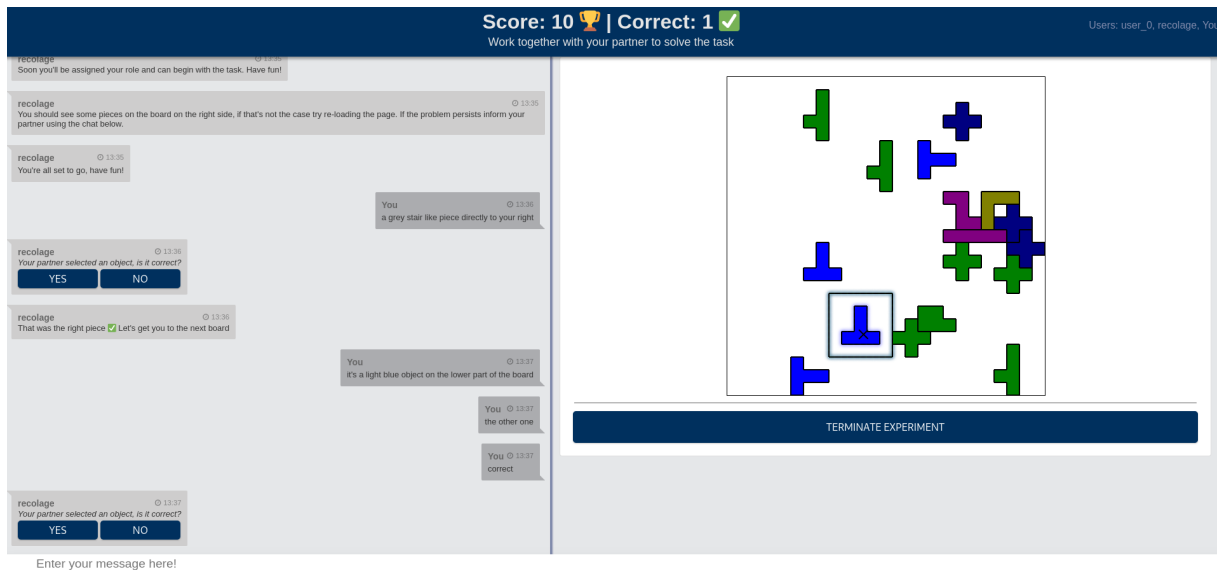 Score: 10 🏆 | Correct: 1 ✅
Work together with your partner to solve the task
Users: user_0, recolage, You
recolage 13:35
Soon you'll be assigned your role and can begin with the task. Have fun!
recolage 13:35
You should see some pieces on the board on the right side, if that's not the case try re-loading the page. If the problem persists inform your
partner using the chat below.
recolage 13:35
You're all set to go, have fun!
You 13:36
a grey stair like piece directly to your right
recolage 13:36
Your partner selected an object, is it correct?
YES NO
recolage 13:36
That was the right piece ✅ Let's get you to the next board
You 13:37
it's a light blue object on the lower part of the board
You 13:37
the other one
You 13:37
correct
recolage 13:37
Your partner selected an object, is it correct?
YES NO
Enter your message here!
TERMINATE EXPERIMENT